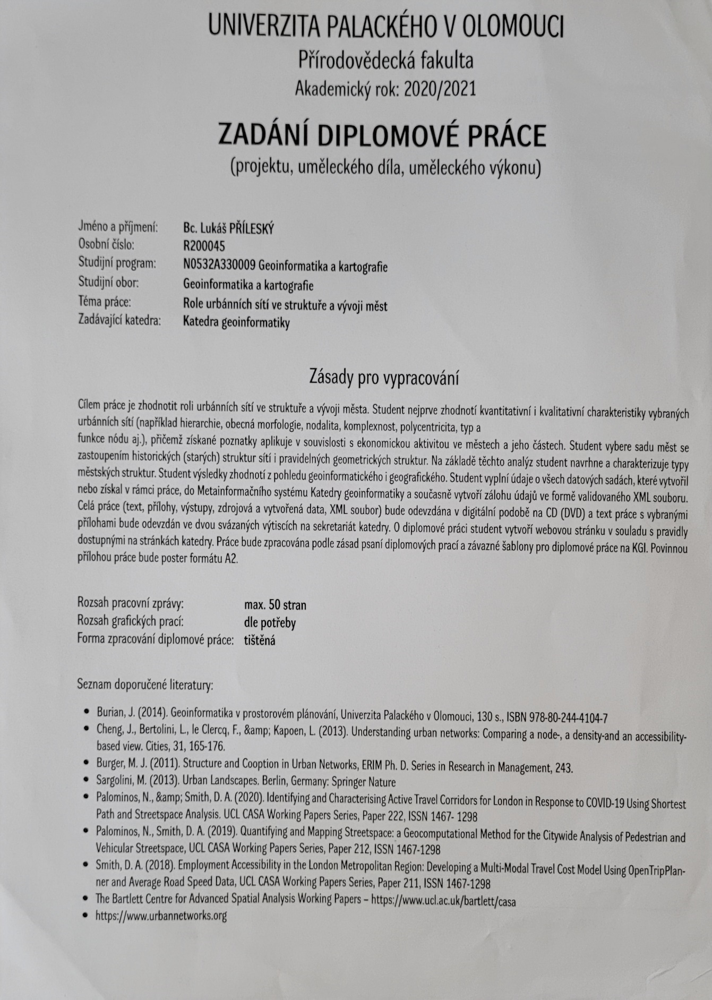 UNIVERZITA PALACKÉHO V OLOMOUCI
Přírodovědecká fakulta
Akademický rok: 2020/2021
ZADÁNÍ DIPLOMOVÉ PRÁCE
(projektu, uměleckého díla, uměleckého výkonu)
Jméno a příjmení: Bc. Lukáš PŘÍLESKÝ
Osobní číslo: R200045
Studijní program: N0532A330009 Geoinformatika a kartografie
Studijní obor: Geoinformatika a kartografie
Téma práce: Role urbánních sítí ve struktuře a vývoji měst
Zadávající katedra: Katedra geoinformatiky
Zásady pro vypracování
Cílem práce je zhodnotit roli urbánních sítí ve struktuře a vývoji města. Student nejprve zhodnotí kvantitativní i kvalitativní charakteristiky vybraných
urbánních sítí (například hierarchie, obecná morfologie, nodalita, komplexnost, polycentricita, typ a
funkce nódu aj.), přičemž získané poznatky aplikuje v souvislosti s ekonomickou aktivitou ve městech a jeho částech. Student vybere sadu měst se
zastoupením historických (starých) struktur sítí i pravidelných geometrických struktur. Na základě těchto analýz student navrhne a charakterizuje typy
městských struktur. Student výsledky zhodnotí z pohledu geoinformatického i geografického. Student vyplní údaje o všech datových sadách, které vytvořil
nebo získal v rámci práce, do Metainformačního systému Katedry geoinformatiky a současně vytvoří zálohu údajů ve formě validovaného XML souboru.
Celá práce (text, přílohy, výstupy, zdrojová a vytvořená data, XML soubor) bude odevzdána v digitální podobě na CD (DVD) a text práce s vybranými
přílohami bude odevzdán ve dvou svázaných výtiscích na sekretariát katedry. O diplomové práci student vytvoří webovou stránku v souladu s pravidly
dostupnými na stránkách katedry. Práce bude zpracována podle zásad psaní diplomových prací a závazné šablony pro diplomové práce na KGI. Povinnou
přílohou práce bude poster formátu A2.
Rozsah pracovní zprávy: max. 50 stran
Rozsah grafických prací: dle potřeby
Forma zpracování diplomové práce: tištěná
Seznam doporučené literatury:
• Burian, J. (2014). Geoinformatika v prostorovém plánování, Univerzita Palackého v Olomouci, 130 s., ISBN 978-80-244-4104-7
• Cheng, J., Bertolini, L., le Clercq, F., &amp; Kapoen, L. (2013). Understanding urban networks: Comparing a node-, a density-and an accessibility-
based view. Cities, 31, 165-176.
• Burger, M. J. (2011). Structure and Cooption in Urban Networks, ERIM Ph. D. Series in Research in Management, 243.
• Sargolini, M. (2013). Urban Landscapes. Berlin, Germany: Springer Nature
• Palominos, N., &amp; Smith, D. A. (2020). Identifying and Characterising Active Travel Corridors for London in Response to COVID-19 Using Shortest
Path and Streetspace Analysis. UCL CASA Working Papers Series, Paper 222, ISSN 1467- 1298
• Palominos, N., Smith, D. A. (2019). Quantifying and Mapping Streetspace: a Geocomputational Method for the Citywide Analysis of Pedestrian and
Vehicular Streetspace, UCL CASA Working Papers Series, Paper 212, ISSN 1467-1298
• Smith, D. A. (2018). Employment Accessibility in the London Metropolitan Region: Developing a Multi-Modal Travel Cost Model Using OpenTripPlan-
ner and Average Road Speed Data, UCL CASA Working Papers Series, Paper 211, ISSN 1467-1298
• The Bartlett Centre for Advanced Spatial Analysis Working Papers – https://www.ucl.ac.uk/bartlett/casa
• https://www.urbannetworks.org